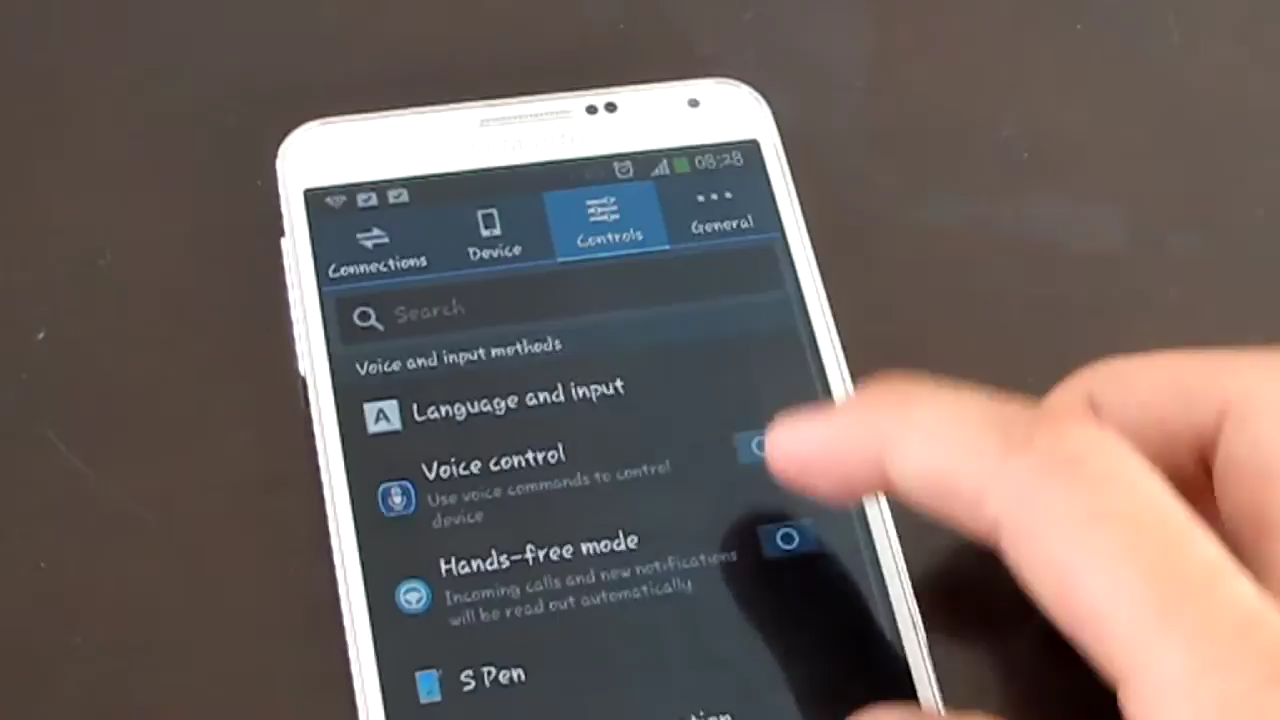 08:28
Connections
Device
Controls
General
Search
Voice and input methods
A
Language and input
Voice control
Use voice commands to control
device
Hands-free mode
Incoming calls and new notifications
will be read out automatically
S Pen